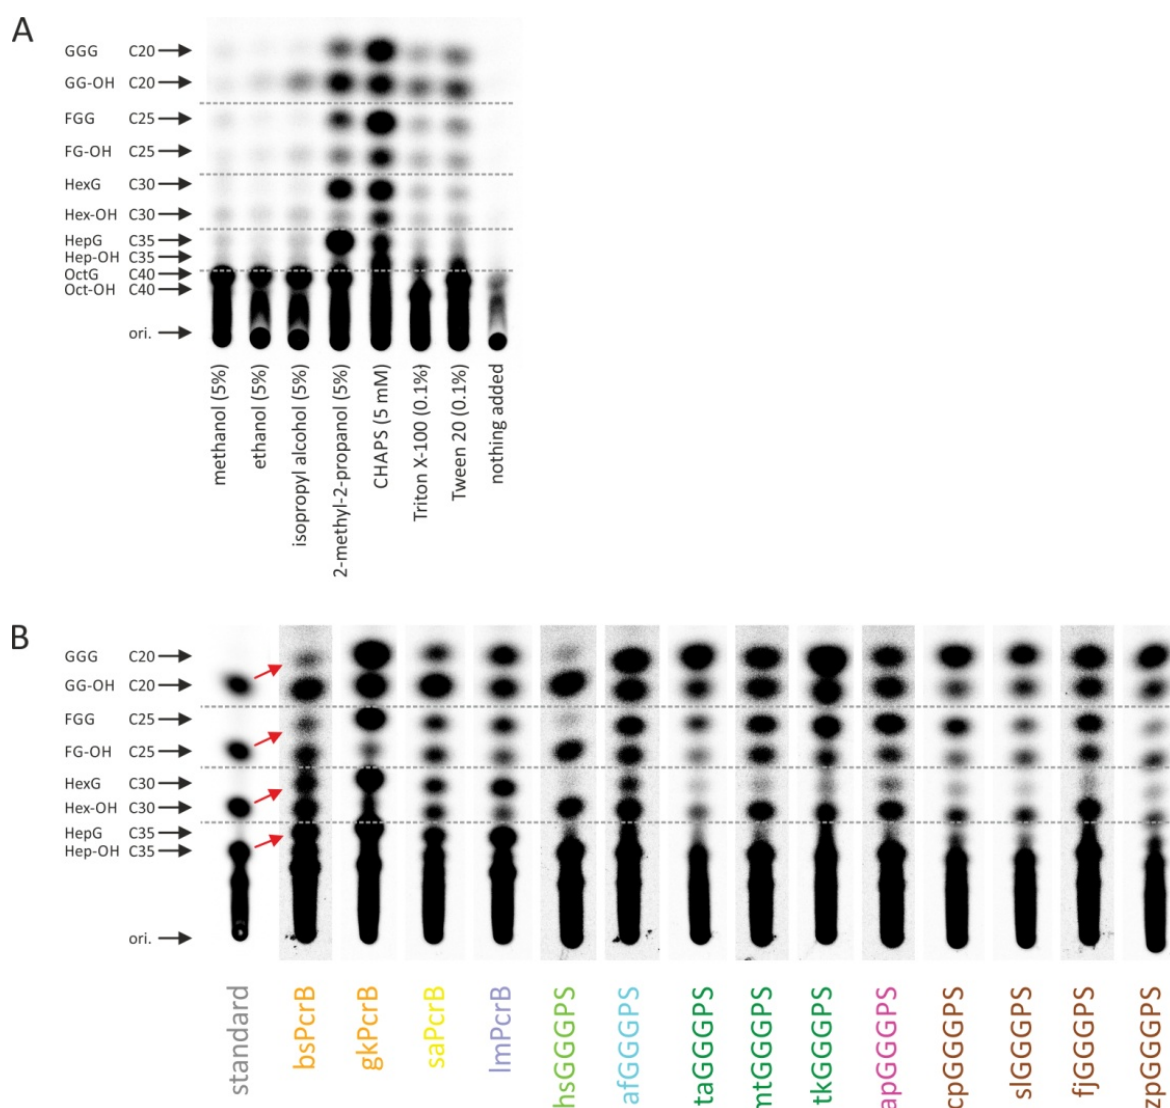 A
GGG C20
GG-OH C20
FGG C25
FG-OH C25
HexG C30
Hex-OH C30
HepG C35
Hep-OH C35
OctG C40
Oct-OH C40
ori.
methanol (5%)
ethanol (5%)
isopropyl alcohol (5%)
2-methyl-2-propanol (5%)
CHAPS (5 mM)
Triton X-100 (0.1%)
Tween 20 (0.1%)
nothing added
B
GGG C20
GG-OH C20
FGG C25
FG-OH C25
HexG C30
Hex-OH C30
HepG C35
Hep-OH C35
ori.
standard
bsPcrB
gkPcrB
saPcrB
lmPcrB
hsGGGPS
afGGGPS
taGGGPS
mtGGGPS
tkGGGPS
apGGGPS
cpGGGPS
slGGGPS
fjGGGPS
zpGGGPS